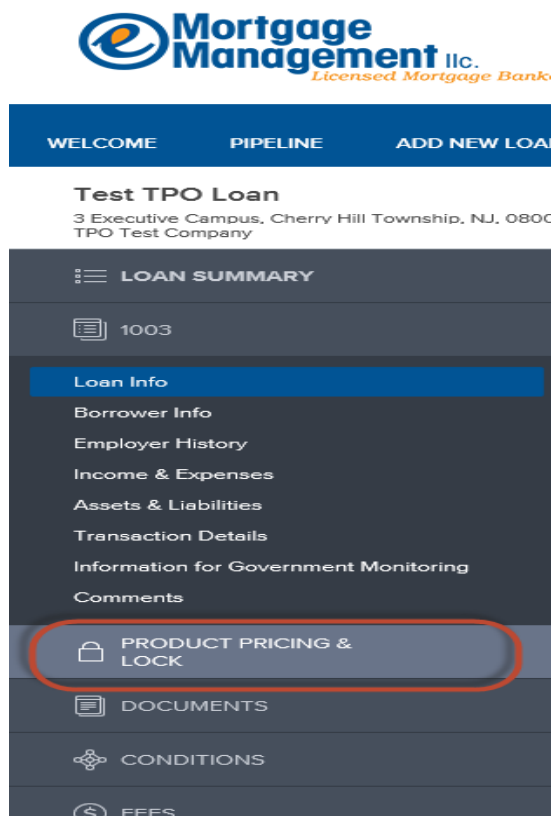 e Mortgage
Management llc.
Licensed Mortgage Banke
WELCOME PIPELINE ADD NEW LOA
Test TPO Loan
3 Executive Campus, Cherry Hill Township, NJ, 0800
TPO Test Company
LOAN SUMMARY
1003
Loan Info
Borrower Info
Employer History
Income & Expenses
Assets & Liabilities
Transaction Details
Information for Government Monitoring
Comments
PRODUCT PRICING &
LOCK
DOCUMENTS
CONDITIONS
FEES